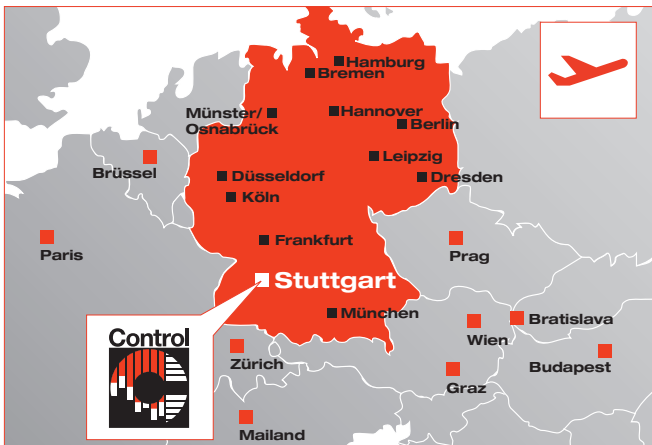 Hamburg
Bremen
Münster/
Osnabrück
Hannover
Berlin
Leipzig
Brüssel
Düsseldorf
Dresden
Köln
Paris
Frankfurt
Prag
Stuttgart
München
Bratislava
Control
Wien
Zürich
Budapest
Graz
Mailand